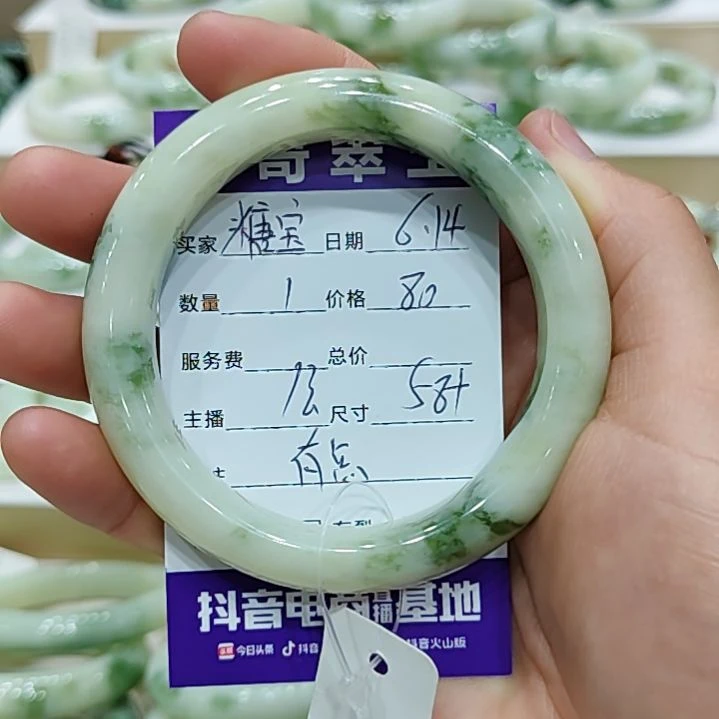 奇翠
买家 糖宝 日期 6.14
数量 1 价格 80
服务费 总价
主播 尺寸 58+
有点
抖音电商直播基地
今日头条 抖音 抖音火山版